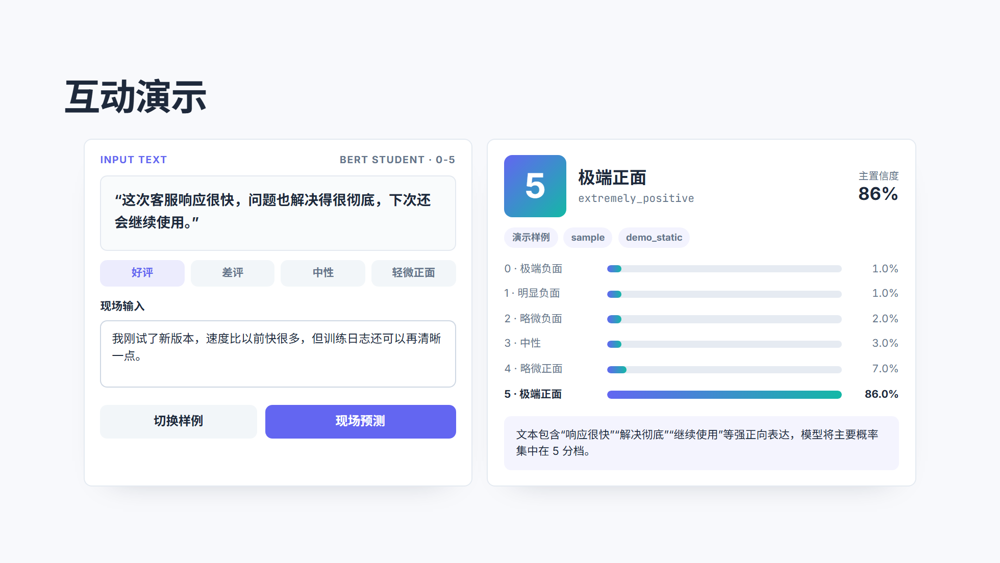 互动演示
INPUT TEXT
BERT STUDENT · 0-5
“这次客服响应很快，问题也解决得很彻底，下次还
会继续使用。”
好评
差评
中性
轻微正面
现场输入
我刚试了新版本，速度比以前快很多，但训练日志还可以再清晰
一点。
切换样例
现场预测
5
极端正面
extremely_positive
主置信度
86%
演示样例
sample
demo_static
0 · 极端负面 1.0%
1 · 明显负面 1.0%
2 · 略微负面 2.0%
3 · 中性 3.0%
4 · 略微正面 7.0%
5 · 极端正面 86.0%
文本包含“响应很快”“解决彻底”“继续使用”等强正向表达，模型将主要概率
集中在 5 分档。